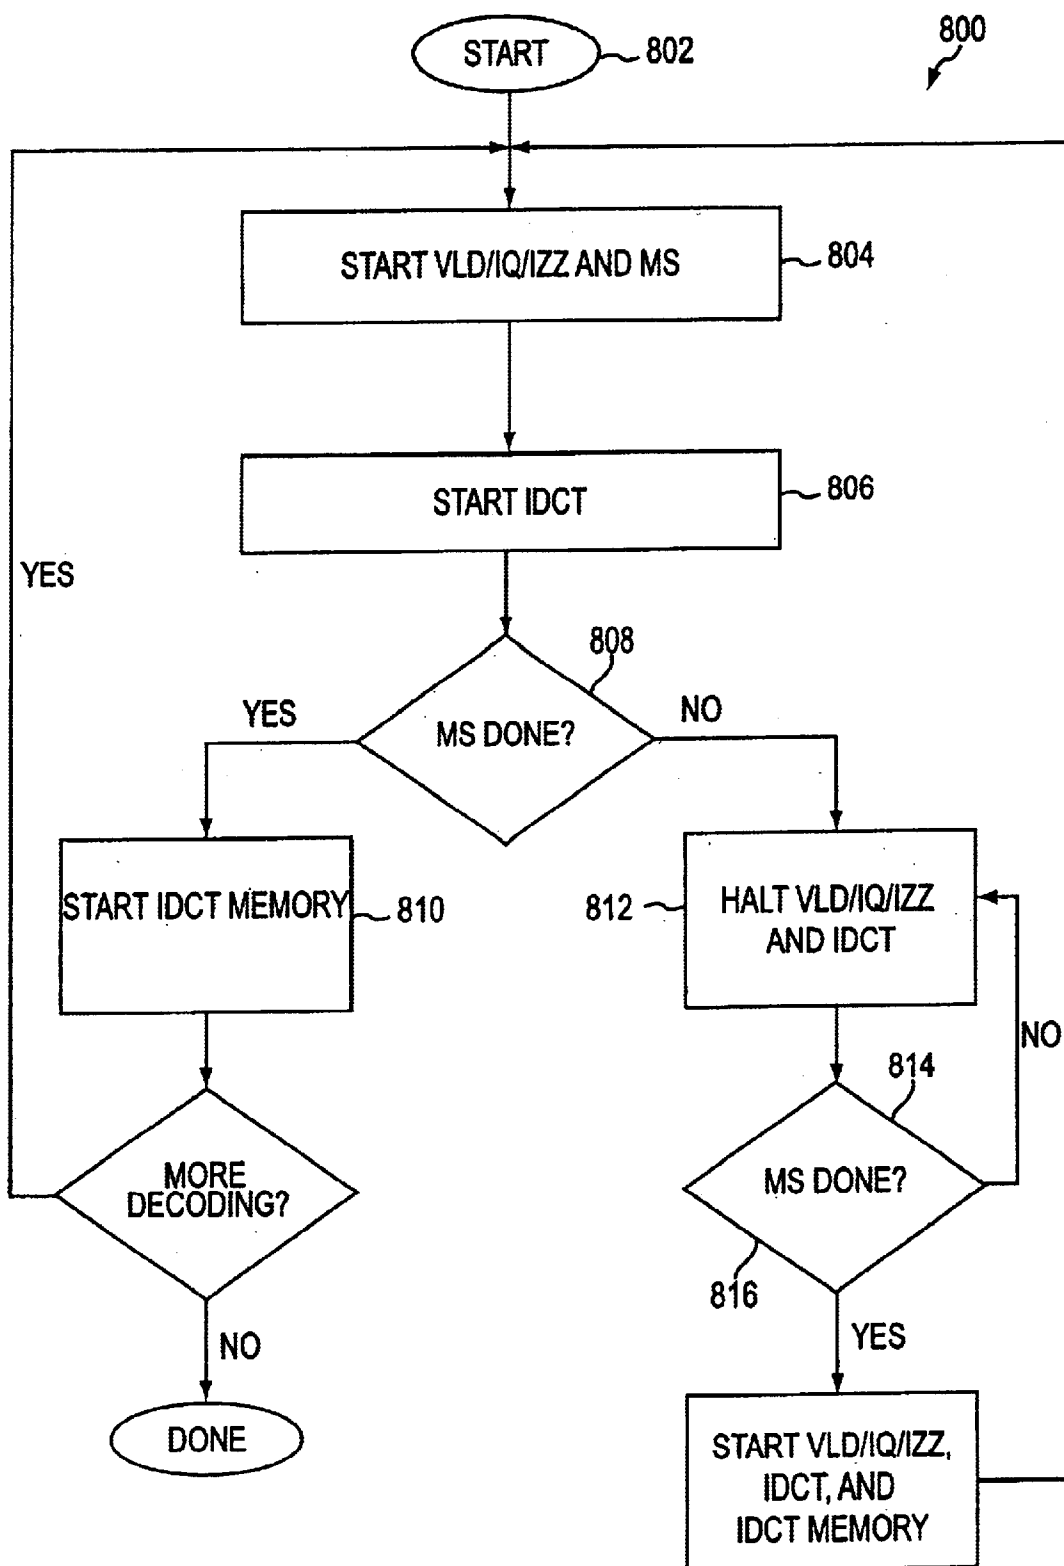 START
802
800
START VLD/IQ/IZZ AND MS
804
START IDCT
806
YES
808
MS DONE?
YES
NO
START IDCT MEMORY
810
812
HALT VLD/IQ/IZZ
AND IDCT
NO
814
MORE
DECODING?
MS DONE?
816
NO
YES
DONE
START VLD/IQ/IZZ,
IDCT, AND
IDCT MEMORY